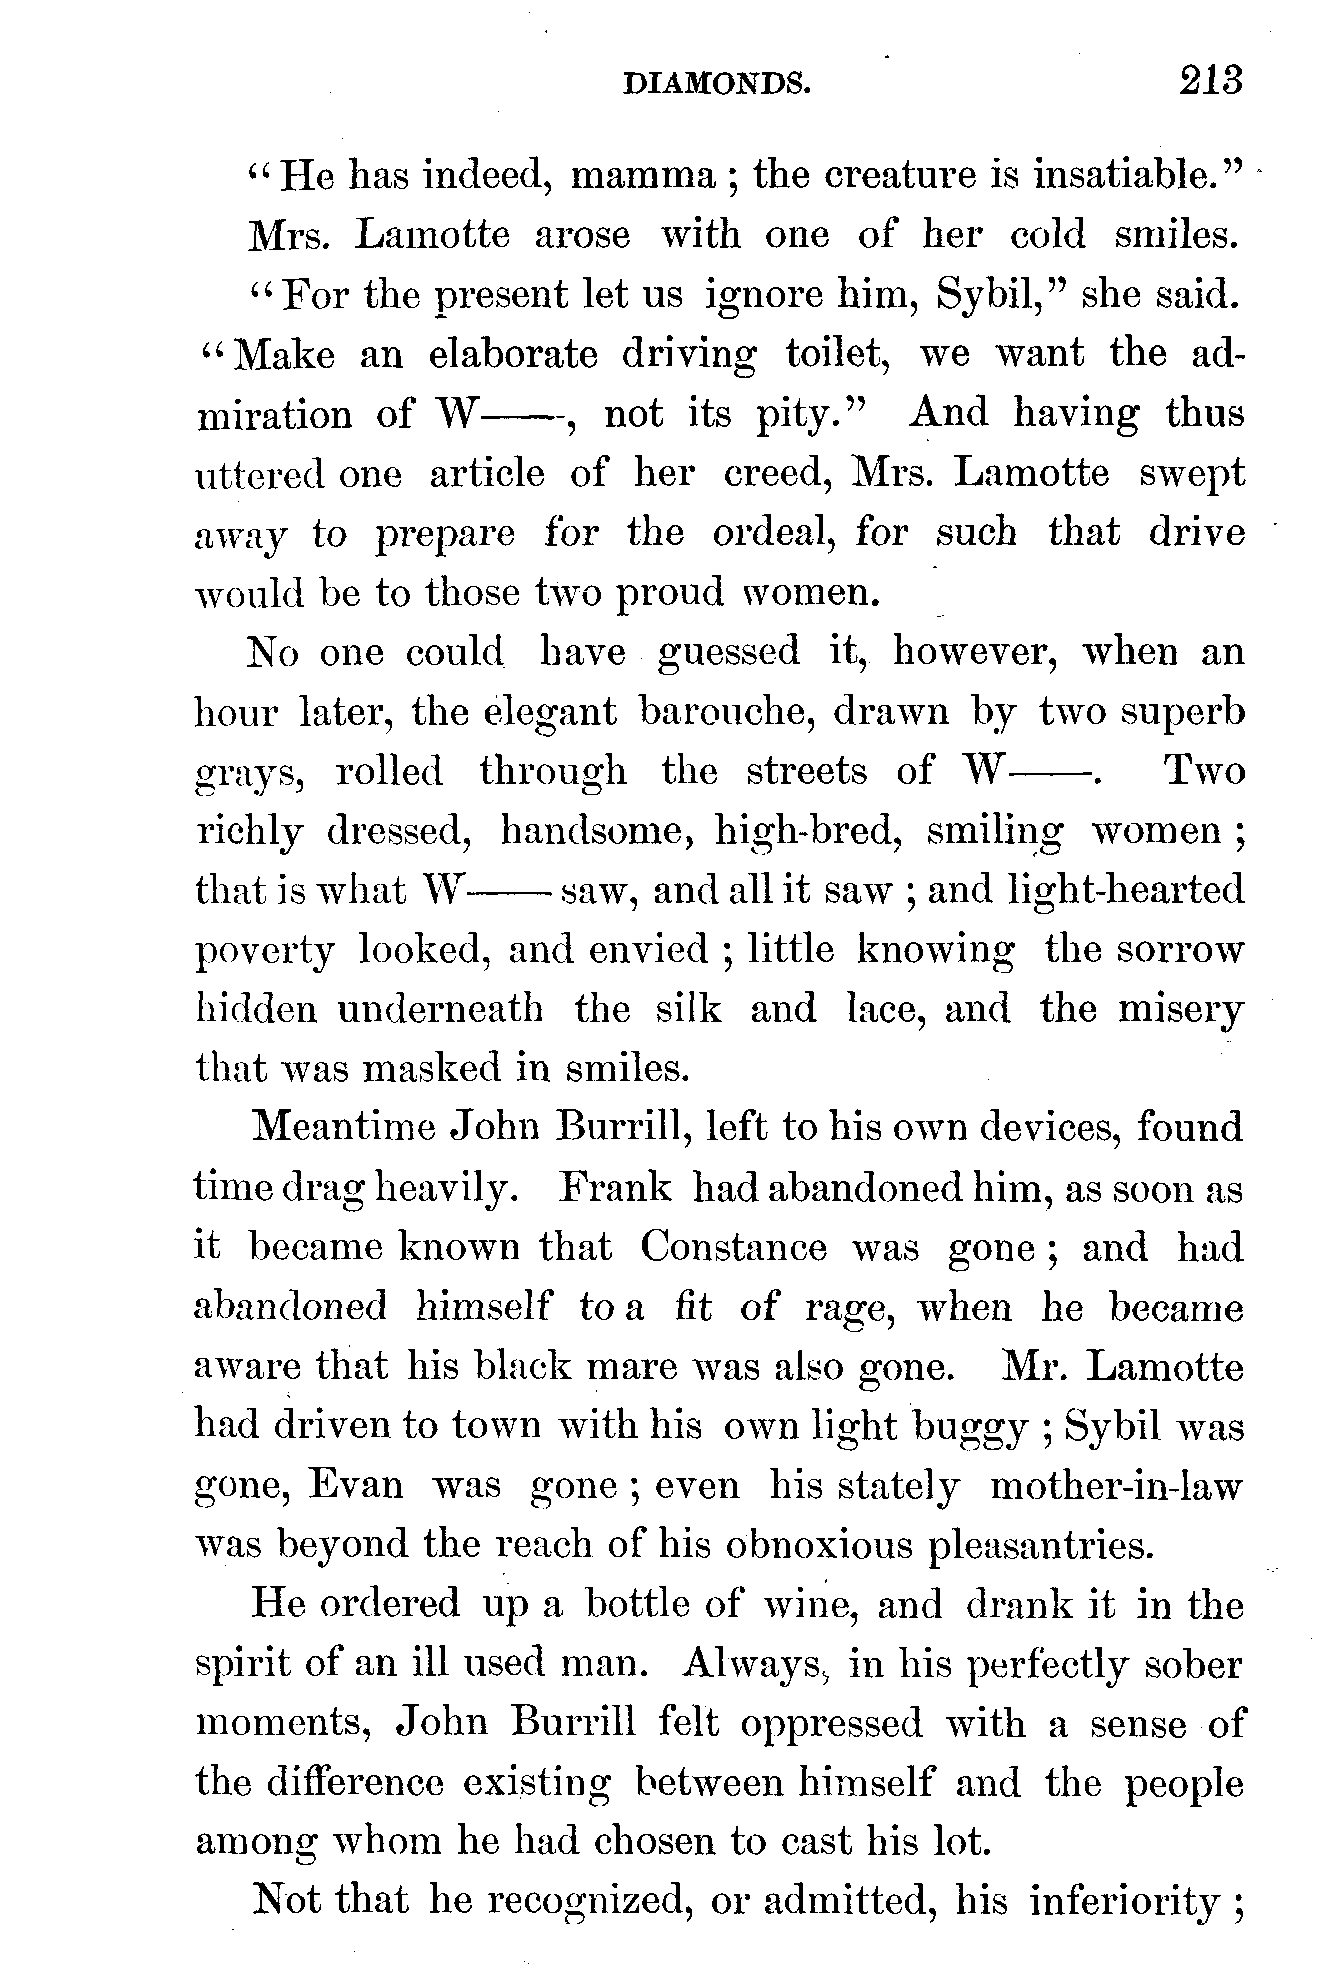 DIAMONDS. 213
“He has indeed, mamma ; the creature is insatiable.”
Mrs. Lamotte arose with one of her cold smiles.
“For the present let us ignore him, Sybil,” she said.
“Make an elaborate driving toilet, we want the ad-
miration of W——, not its pity.” And having thus
uttered one article of her creed, Mrs. Lamotte swept
away to prepare for the ordeal, for such that drive
would be to those two proud women.
No one could have guessed it, however, when an
hour later, the elegant barouche, drawn by two superb
grays, rolled through the streets of W——. Two
richly dressed, handsome, high-bred, smiling women ;
that is what W—— saw, and all it saw ; and light-hearted
poverty looked, and envied ; little knowing the sorrow
hidden underneath the silk and lace, and the misery
that was masked in smiles.
Meantime John Burrill, left to his own devices, found
time drag heavily. Frank had abandoned him, as soon as
it became known that Constance was gone ; and had
abandoned himself to a fit of rage, when he became
aware that his black mare was also gone. Mr. Lamotte
had driven to town with his own light buggy ; Sybil was
gone, Evan was gone ; even his stately mother-in-law
was beyond the reach of his obnoxious pleasantries.
He ordered up a bottle of wine, and drank it in the
spirit of an ill used man. Always, in his perfectly sober
moments, John Burrill felt oppressed with a sense of
the difference existing between himself and the people
among whom he had chosen to cast his lot.
Not that he recognized, or admitted, his inferiority ;